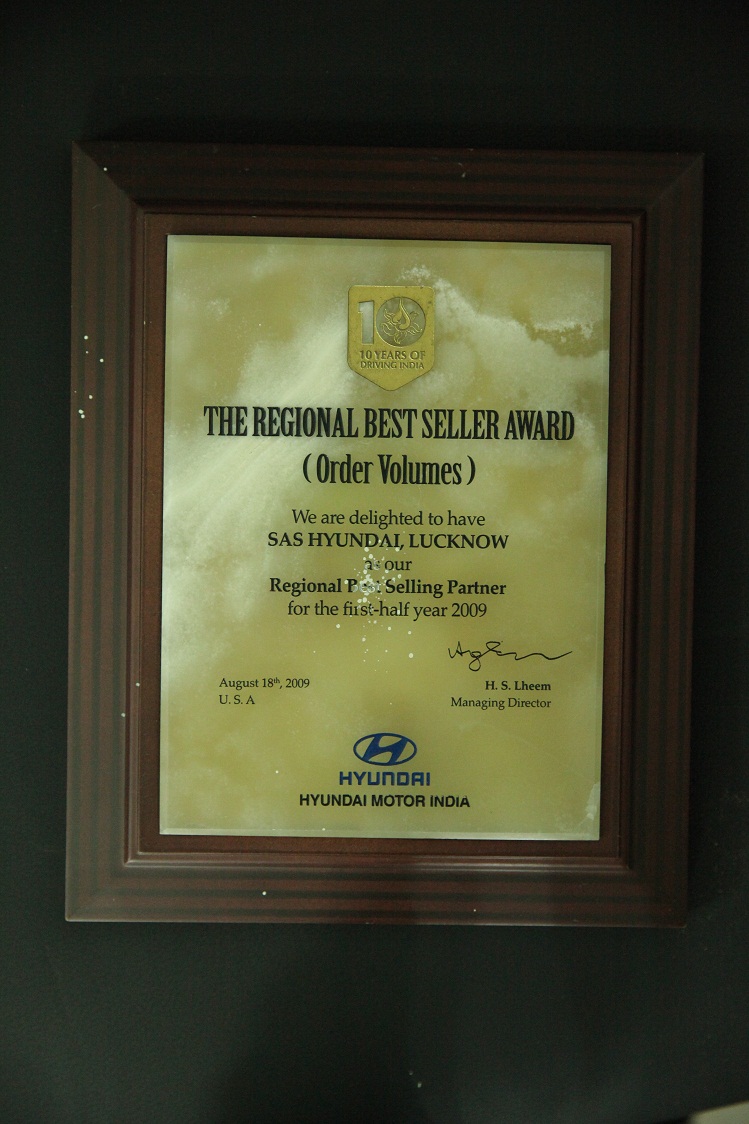 10
10 YEARS OF
DRIVING INDIA
THE REGIONAL BEST SELLER AWARD
( Order Volumes )
We are delighted to have
SAS HYUNDAI, LUCKNOW
as our
Regional Best Selling Partner
for the first-half year 2009
August 18th, 2009
U. S. A
H. S. Lheem
Managing Director
HYUNDAI
HYUNDAI MOTOR INDIA